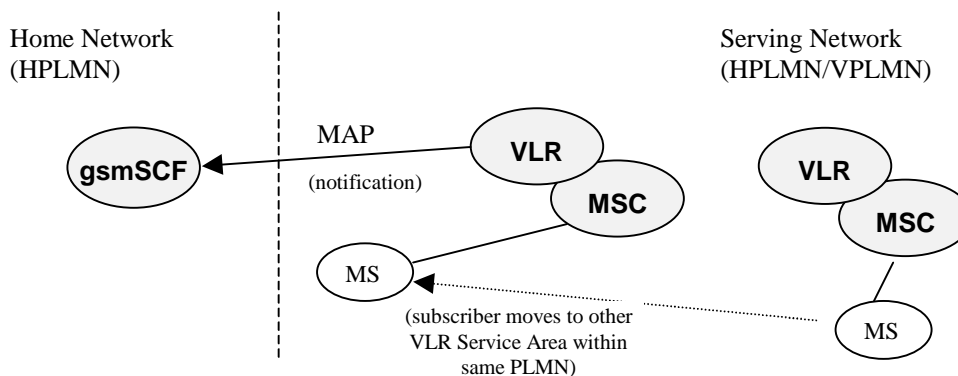 Home Network
(HPLMN)
Serving Network
(HPLMN/VPLMN)
gsmSCF
MAP
(notification)
VLR
MSC
VLR
MSC
MS
MS
(subscriber moves to other
VLR Service Area within
same PLMN)